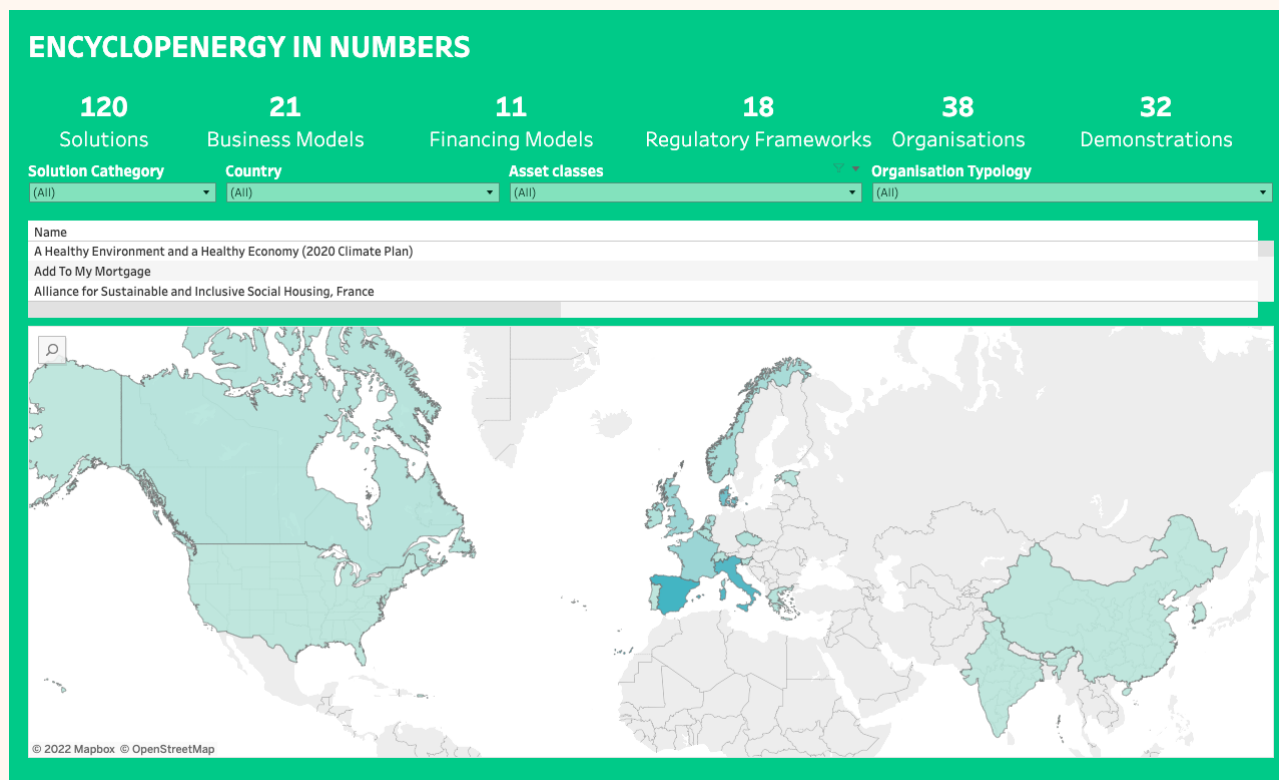 ENCYCLOPENERGY IN NUMBERS
120 21 11 18 38 32
Solutions Business Models Financing Models Regulatory Frameworks Organisations Demonstrations
Solution Cathegory Country Asset classes Organisation Typology
(All) (All) (All) (All)
Name
A Healthy Environment and a Healthy Economy (2020 Climate Plan)
Add To My Mortgage
Alliance for Sustainable and Inclusive Social Housing, France
© 2022 Mapbox © OpenStreetMap